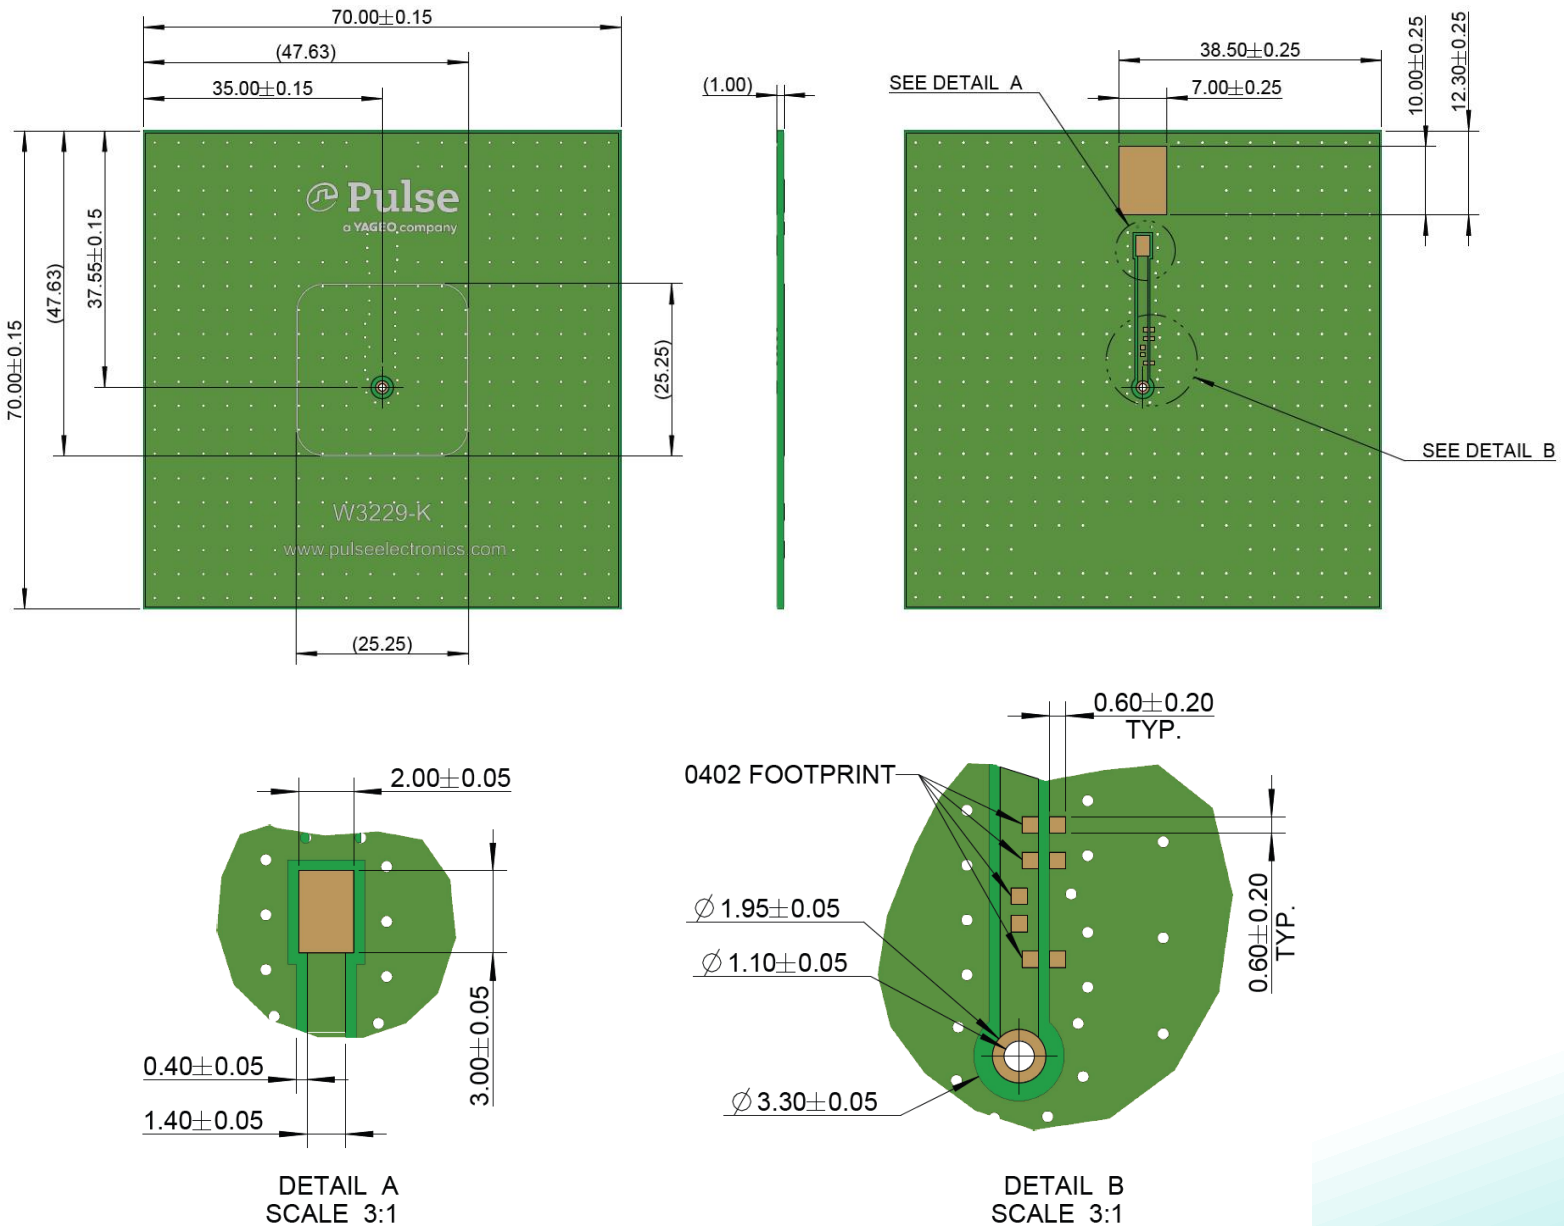 70.00±0.15
(47.63)
35.00±0.15
70.00±0.15
(47.63)
37.55±0.15
Pulse
a YAGEO company
(25.25)
W3229-K
www.pulseelectronics.com
(25.25)
(1.00)
SEE DETAIL A
38.50±0.25
7.00±0.25
10.00±0.25
12.30±0.25
SEE DETAIL B
2.00±0.05
3.00±0.05
0.40±0.05
1.40±0.05
DETAIL A
SCALE 3:1
0.60±0.20
TYP.
0402 FOOTPRINT
0.60±0.20
TYP.
∅ 1.95±0.05
∅ 1.10±0.05
∅ 3.30±0.05
DETAIL B
SCALE 3:1